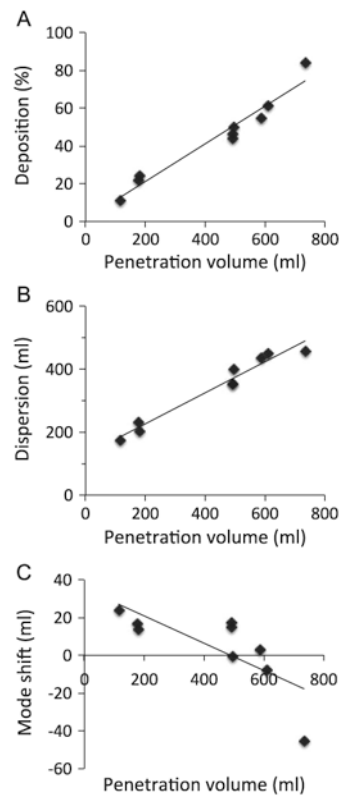 A
Deposition (%)
100
80
60
40
20
0
0 200 400 600 800
Penetration volume (ml)
B
Dispersion (ml)
600
400
200
0
0 200 400 600 800
Penetration volume (ml)
C
Mode shift (ml)
40
20
0
0 200 400 600 800
-20
-40
-60
Penetration volume (ml)